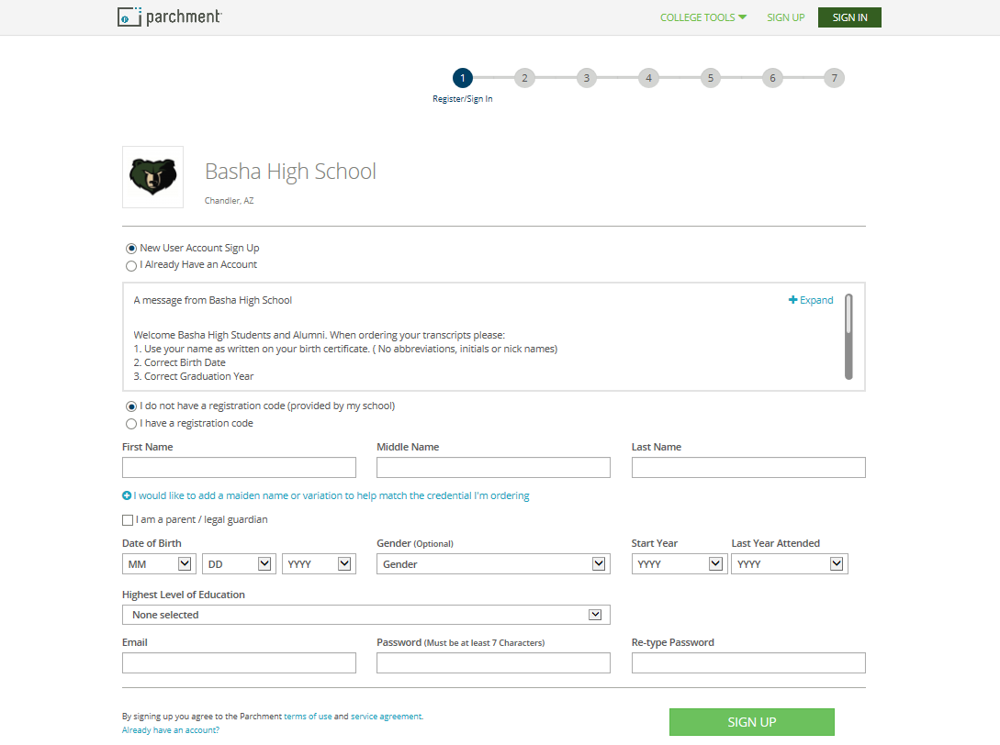 parchment
COLLEGE TOOLS SIGN UP SIGN IN
1 2 3 4 5 6 7
Register/Sign In
Basha High School
Chandler, AZ
New User Account Sign Up
I Already Have an Account
A message from Basha High School Expand
Welcome Basha High Students and Alumni. When ordering your transcripts please:
1. Use your name as written on your birth certificate. ( No abbreviations, initials or nick names)
2. Correct Birth Date
3. Correct Graduation Year
I do not have a registration code (provided by my school)
I have a registration code
First Name Middle Name Last Name
I would like to add a maiden name or variation to help match the credential I'm ordering
I am a parent / legal guardian
Date of Birth Gender (Optional) Start Year Last Year Attended
MM DD YYYY Gender YYYY YYYY
Highest Level of Education
None selected
Email Password (Must be at least 7 Characters) Re-type Password
By signing up you agree to the Parchment terms of use and service agreement.
Already have an account?
SIGN UP